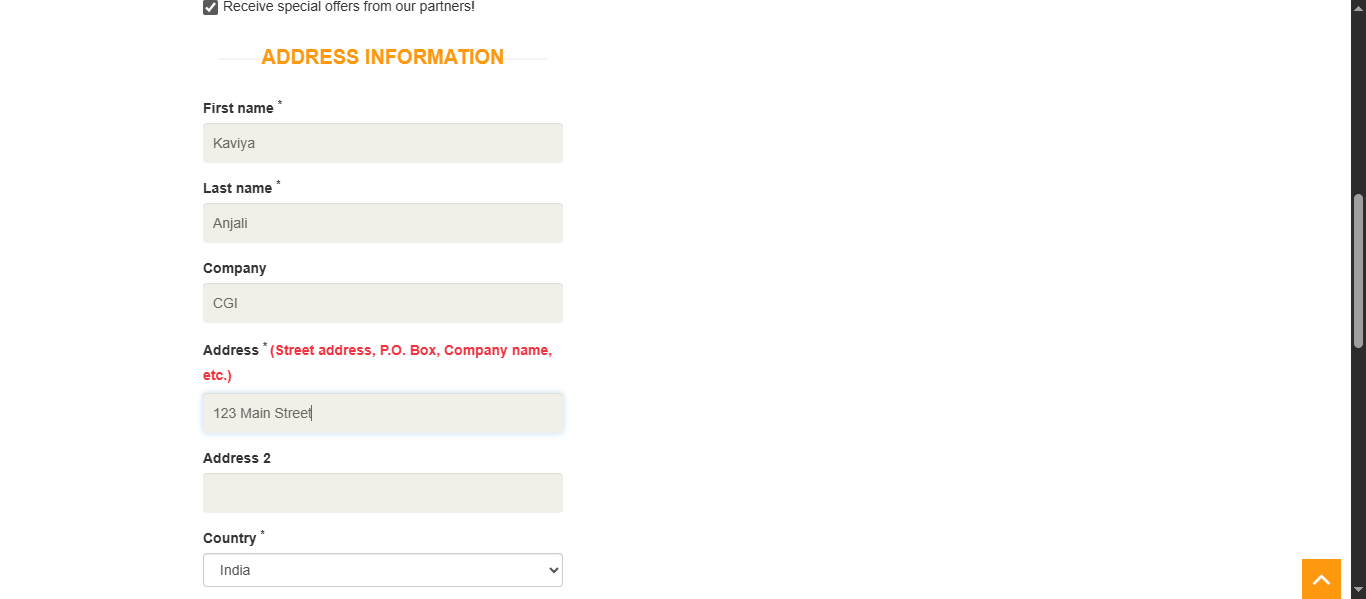 Receive special offers from our partners!
ADDRESS INFORMATION
First name *
Kaviya
Last name *
Anjali
Company
CGI
Address * (Street address, P.O. Box, Company name,
etc.)
123 Main Street
Address 2
Country *
India